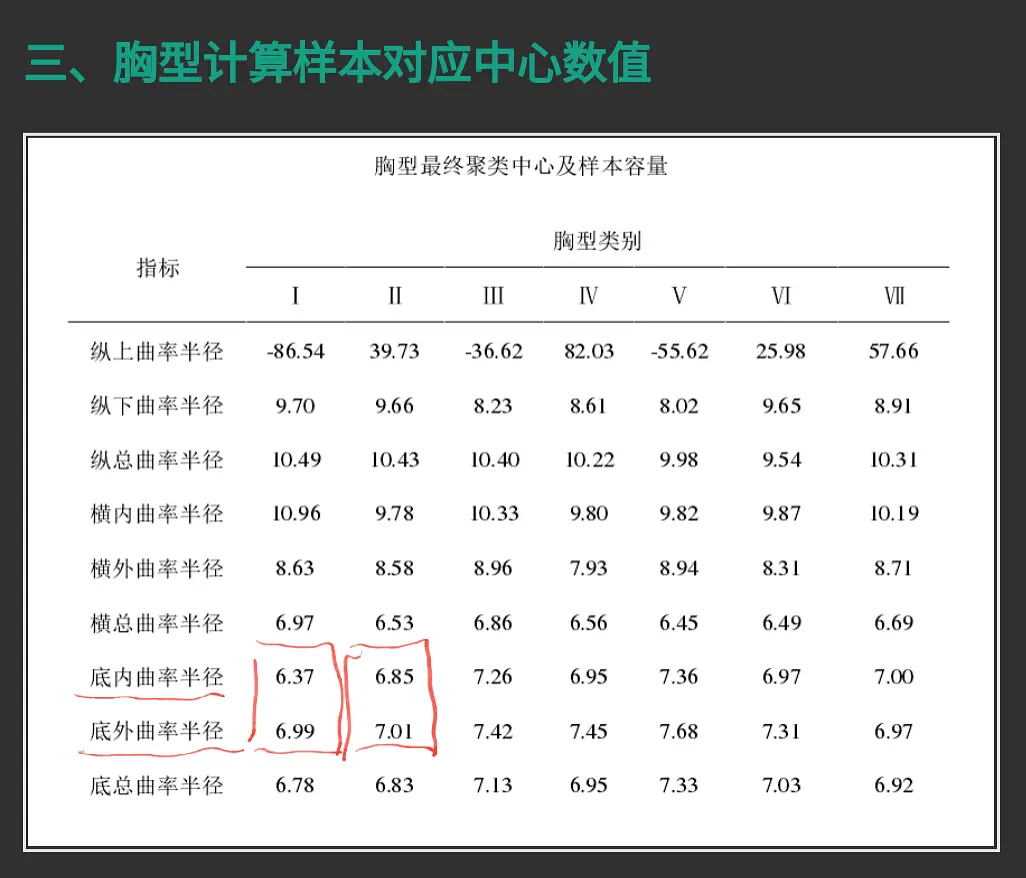 三、胸型计算样本对应中心数值
胸型最终聚类中心及样本容量
胸型类别
指标
Ⅰ Ⅱ Ⅲ Ⅳ Ⅴ Ⅵ Ⅶ
纵上曲率半径 -86.54 39.73 -36.62 82.03 -55.62 25.98 57.66
纵下曲率半径 9.70 9.66 8.23 8.61 8.02 9.65 8.91
纵总曲率半径 10.49 10.43 10.40 10.22 9.98 9.54 10.31
横内曲率半径 10.96 9.78 10.33 9.80 9.82 9.87 10.19
横外曲率半径 8.63 8.58 8.96 7.93 8.94 8.31 8.71
横总曲率半径 6.97 6.53 6.86 6.56 6.45 6.49 6.69
底内曲率半径 6.37 6.85 7.26 6.95 7.36 6.97 7.00
底外曲率半径 6.99 7.01 7.42 7.45 7.68 7.31 6.97
底总曲率半径 6.78 6.83 7.13 6.95 7.33 7.03 6.92